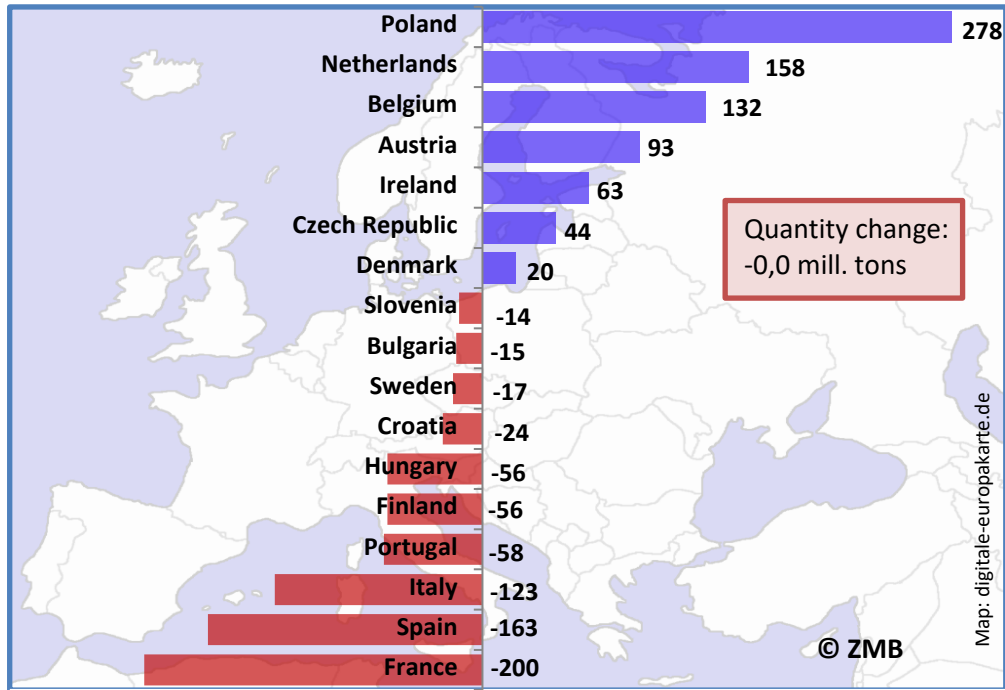 Poland 278
Netherlands 158
Belgium 132
Austria 93
Ireland 63
Czech Republic 44
Denmark 20
Slovenia -14
Bulgaria -15
Sweden -17
Croatia -24
Hungary -56
Finland -56
Portugal -58
Italy -123
Spain -163
France -200
Quantity change:
-0,0 mill. tons
Map: digitale-europakarte.de
© ZMB